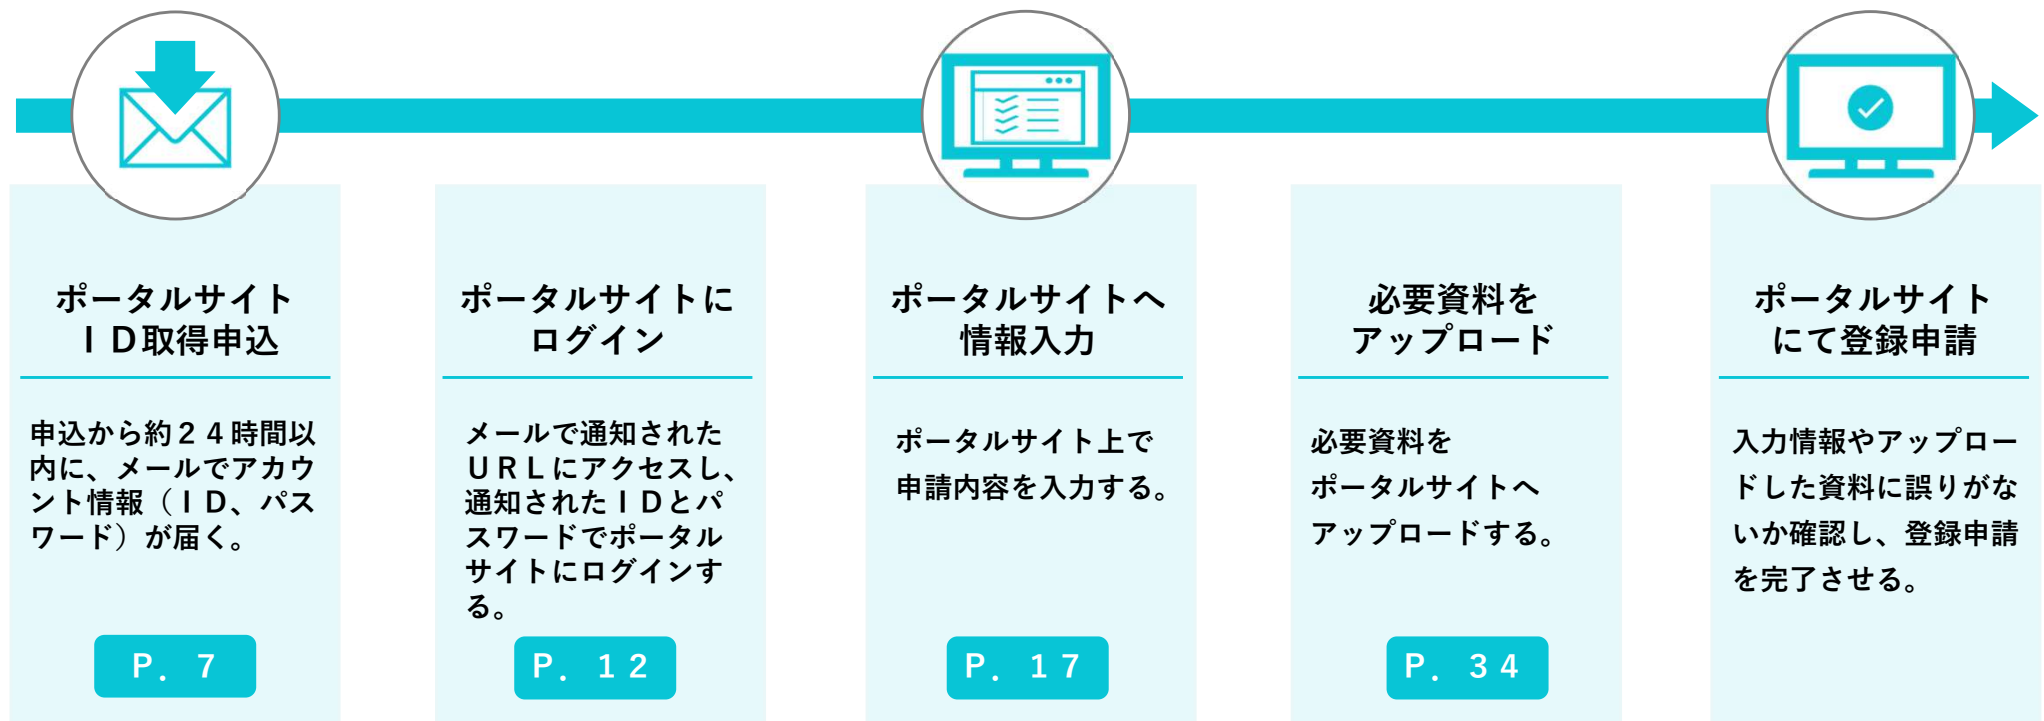 ポータルサイト
ＩＤ取得申込
申込から約２４時間以
内に、メールでアカウ
ント情報（ＩＤ、パス
ワード）が届く。
Ｐ．７
ポータルサイトに
ログイン
メールで通知された
ＵＲＬにアクセスし、
通知されたＩＤとパ
スワードでポータル
サイトにログインす
る。
Ｐ．１２
ポータルサイトへ
情報入力
ポータルサイト上で
申請内容を入力する。
Ｐ．１７
必要資料を
アップロード
必要資料を
ポータルサイトへ
アップロードする。
Ｐ．３４
ポータルサイト
にて登録申請
入力情報やアップロー
ドした資料に誤りがな
いか確認し、登録申請
を完了させる。